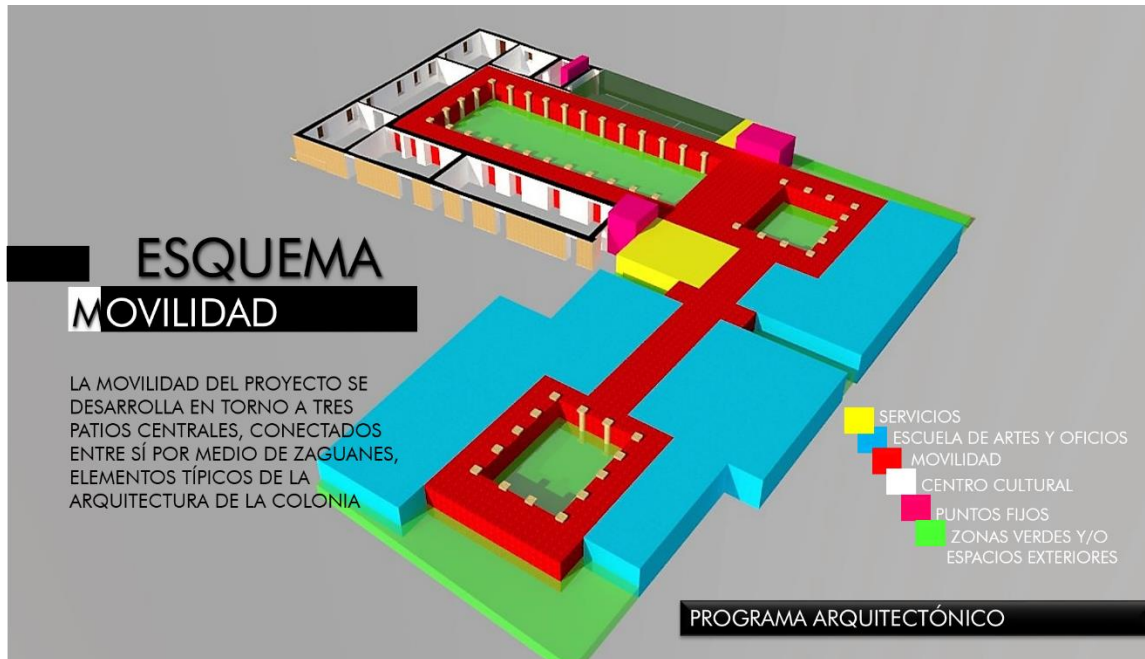 ESQUEMA
MOVILIDAD
LA MOVILIDAD DEL PROYECTO SE
DESARROLLA EN TORNO A TRES
PATIOS CENTRALES, CONECTADOS
ENTRE SÍ POR MEDIO DE ZAGUANES,
ELEMENTOS TÍPICOS DE LA
ARQUITECTURA DE LA COLONIA
SERVICIOS
ESCUELA DE ARTES Y OFICIOS
MOVILIDAD
CENTRO CULTURAL
PUNTOS FIJOS
ZONAS VERDES Y/O
ESPACIOS EXTERIORES
PROGRAMA ARQUITECTÓNICO